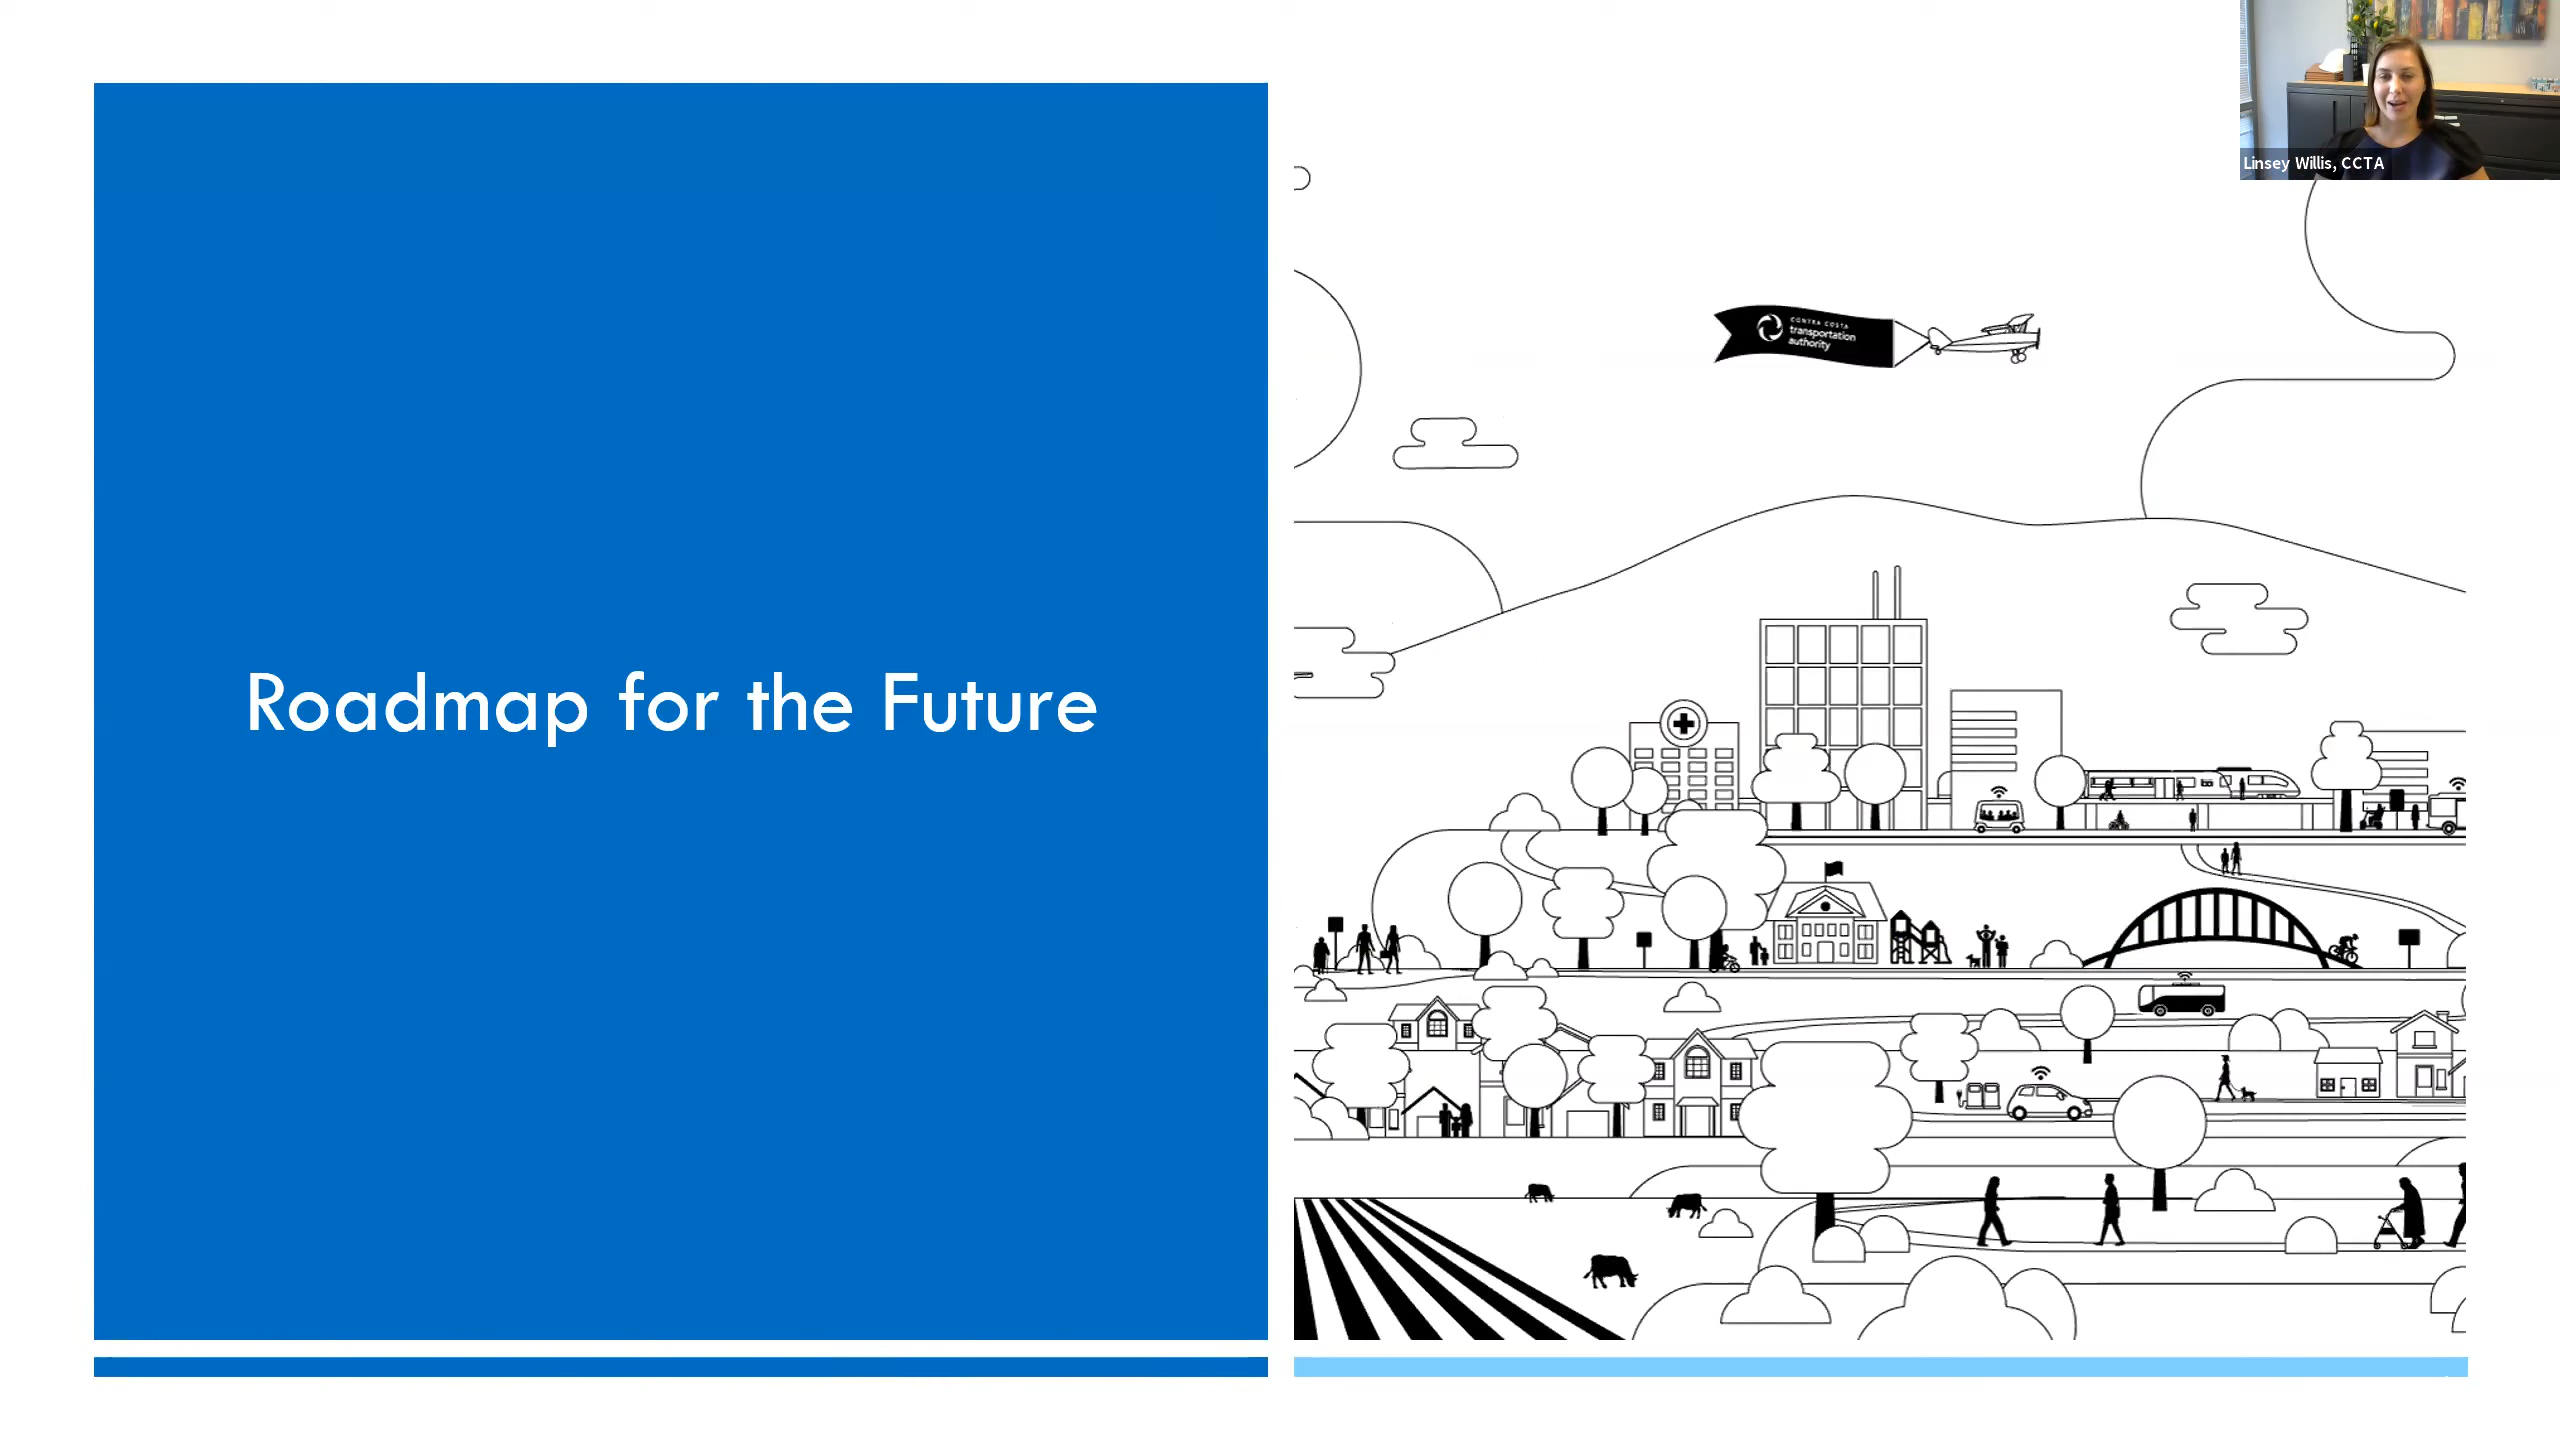 Linsey Willis, CCTA
CONTRA COSTA
transportation
authority
Roadmap for the Future